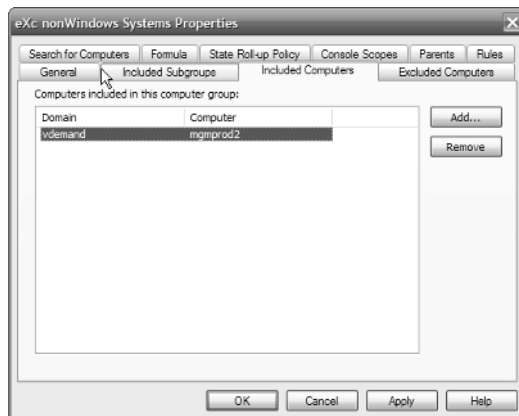 eXc nonWindows Systems Properties
Search for Computers Formula State Roll-up Policy Console Scopes Parents Rules
General Included Subgroups Included Computers Excluded Computers
Computers included in this computer group:
Domain Computer
vdemand mgmprod2
Add...
Remove
OK Cancel Apply Help